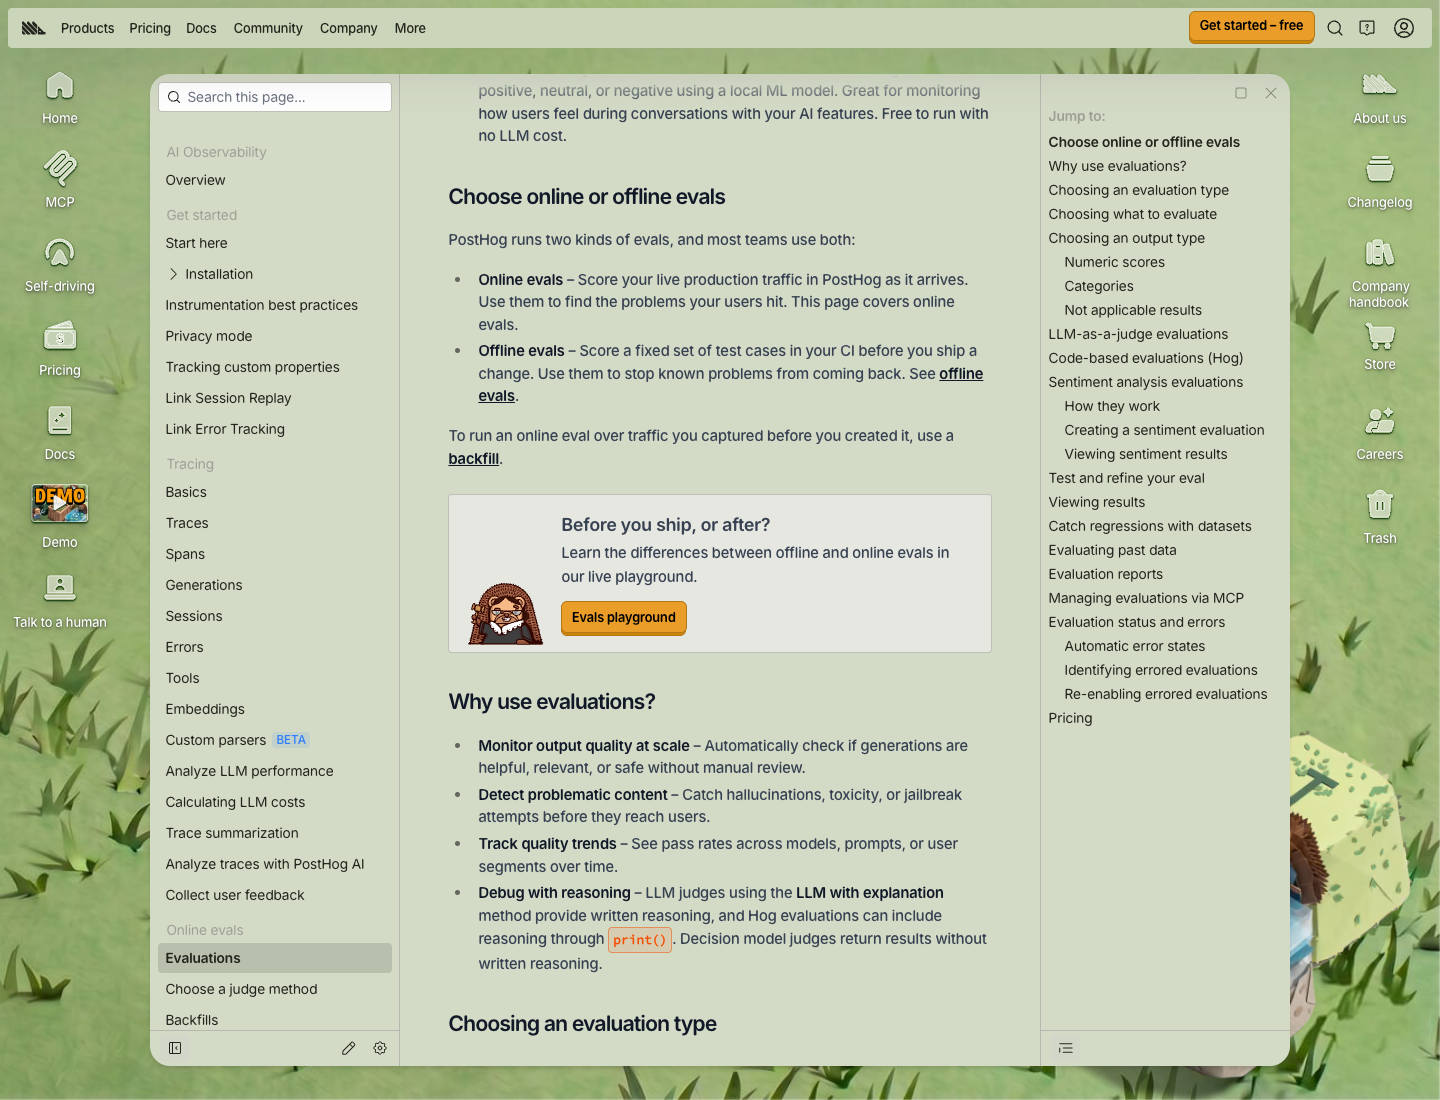 Products
Pricing
Docs
Community
Company
More
Get started – free
Home
MCP
Self-driving
Pricing
Docs
DEMO
Demo
Talk to a human
Search this page...
AI Observability
Overview
Get started
Start here
Installation
Instrumentation best practices
Privacy mode
Tracking custom properties
Link Session Replay
Link Error Tracking
Tracing
Basics
Traces
Spans
Generations
Sessions
Errors
Tools
Embeddings
Custom parsers BETA
Analyze LLM performance
Calculating LLM costs
Trace summarization
Analyze traces with PostHog AI
Collect user feedback
Online evals
Evaluations
Choose a judge method
Backfills
positive, neutral, or negative using a local ML model. Great for monitoring
how users feel during conversations with your AI features. Free to run with
no LLM cost.
Choose online or offline evals
PostHog runs two kinds of evals, and most teams use both:
Online evals – Score your live production traffic in PostHog as it arrives.
Use them to find the problems your users hit. This page covers online
evals.
Offline evals – Score a fixed set of test cases in your CI before you ship a
change. Use them to stop known problems from coming back. See offline
evals.
To run an online eval over traffic you captured before you created it, use a
backfill.
Before you ship, or after?
Learn the differences between offline and online evals in
our live playground.
Evals playground
Why use evaluations?
Monitor output quality at scale – Automatically check if generations are
helpful, relevant, or safe without manual review.
Detect problematic content – Catch hallucinations, toxicity, or jailbreak
attempts before they reach users.
Track quality trends – See pass rates across models, prompts, or user
segments over time.
Debug with reasoning – LLM judges using the LLM with explanation
method provide written reasoning, and Hog evaluations can include
reasoning through print(). Decision model judges return results without
written reasoning.
Choosing an evaluation type
Jump to:
Choose online or offline evals
Why use evaluations?
Choosing an evaluation type
Choosing what to evaluate
Choosing an output type
Numeric scores
Categories
Not applicable results
LLM-as-a-judge evaluations
Code-based evaluations (Hog)
Sentiment analysis evaluations
How they work
Creating a sentiment evaluation
Viewing sentiment results
Test and refine your eval
Viewing results
Catch regressions with datasets
Evaluating past data
Evaluation reports
Managing evaluations via MCP
Evaluation status and errors
Automatic error states
Identifying errored evaluations
Re-enabling errored evaluations
Pricing
About us
Changelog
Company
handbook
Store
Careers
Trash